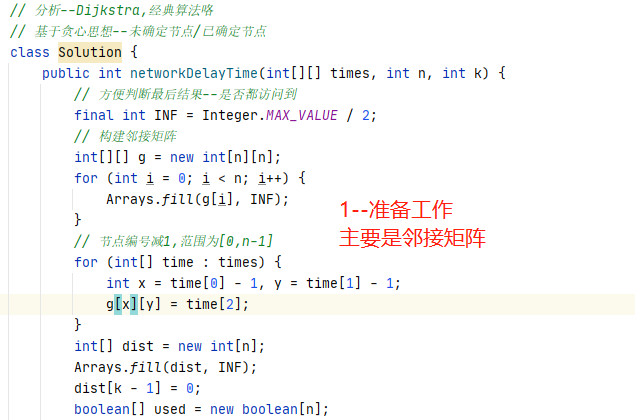 // 分析--Dijkstra,经典算法咯
// 基于贪心思想--未确定节点/已确定节点
class Solution {
public int networkDelayTime(int[][] times, int n, int k) {
// 方便判断最后结果--是否都访问到
final int INF = Integer.MAX_VALUE / 2;
// 构建邻接矩阵
int[][] g = new int[n][n];
for (int i = 0; i < n; i++) {
Arrays.fill(g[i], INF);
}
// 节点编号减1,范围为[0,n-1]
for (int[] time : times) {
int x = time[0] - 1, y = time[1] - 1;
g[x][y] = time[2];
}
int[] dist = new int[n];
Arrays.fill(dist, INF);
dist[k - 1] = 0;
boolean[] used = new boolean[n];
1--准备工作
主要是邻接矩阵